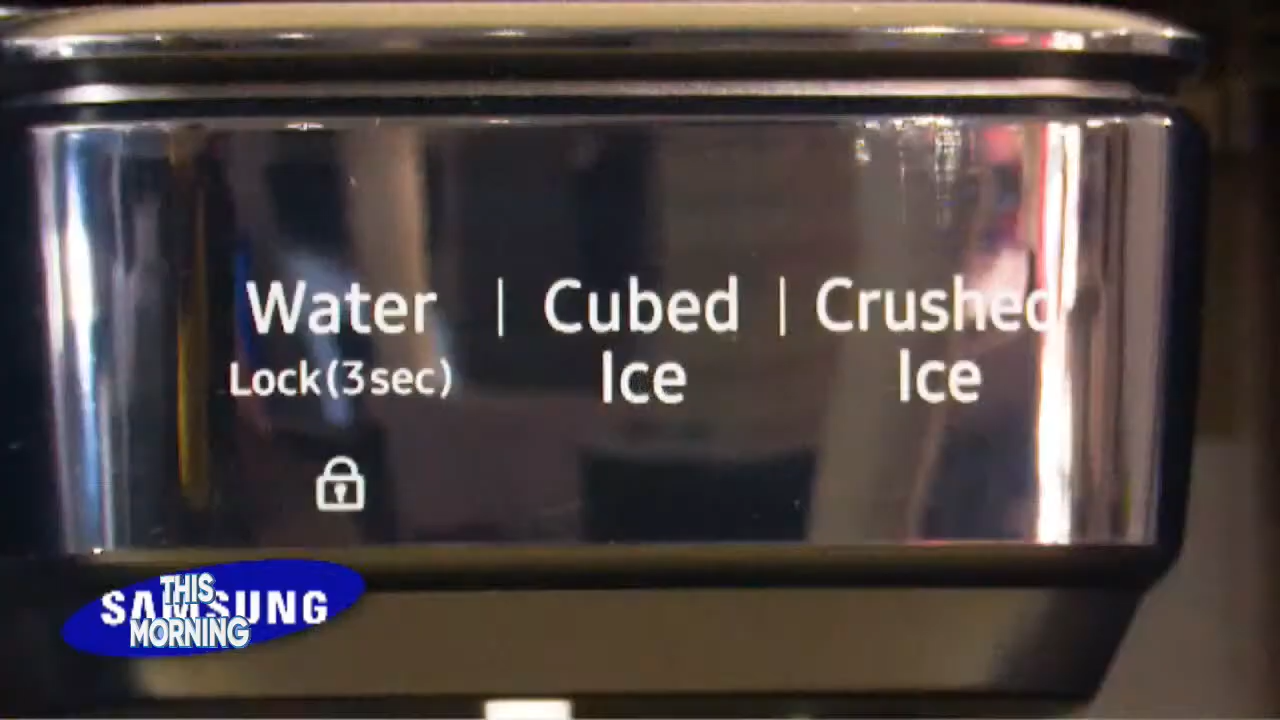 Water | Cubed | Crushed
Lock(3sec) Ice Ice
SAMSUNG
THIS
MORNING